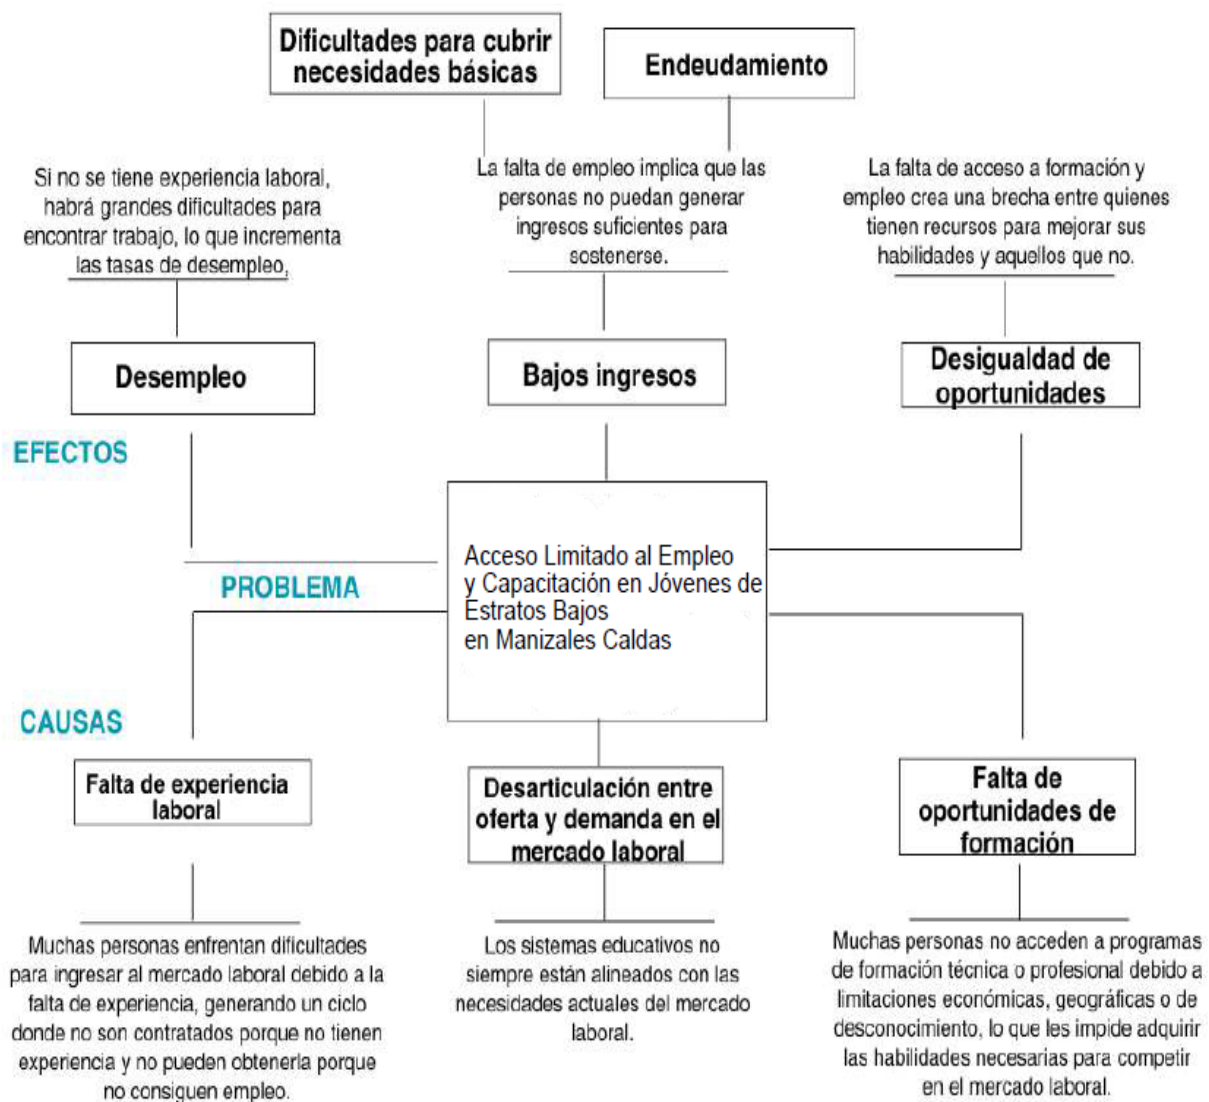 Dificultades para cubrir
necesidades básicas
Endeudamiento
Si no se tiene experiencia laboral,
habrá grandes dificultades para
encontrar trabajo, lo que incrementa
las tasas de desempleo,
La falta de empleo implica que las
personas no puedan generar
ingresos suficientes para
sostenerse.
La falta de acceso a formación y
empleo crea una brecha entre quienes
tienen recursos para mejorar sus
habilidades y aquellos que no.
Desempleo
Bajos ingresos
Desigualdad de
oportunidades
EFECTOS
Acceso Limitado al Empleo
y Capacitación en Jóvenes de
Estratos Bajos
en Manizales Caldas
PROBLEMA
CAUSAS
Falta de experiencia
laboral
Desarticulación entre
oferta y demanda en el
mercado laboral
Falta de
oportunidades de
formación
Muchas personas enfrentan dificultades
para ingresar al mercado laboral debido a la
falta de experiencia, generando un ciclo
donde no son contratados porque no tienen
experiencia y no pueden obtenerla porque
no consiguen empleo.
Los sistemas educativos no
siempre están alineados con las
necesidades actuales del mercado
laboral.
Muchas personas no acceden a programas
de formación técnica o profesional debido a
limitaciones económicas, geográficas o de
desconocimiento, lo que les impide adquirir
las habilidades necesarias para competir
en el mercado laboral.